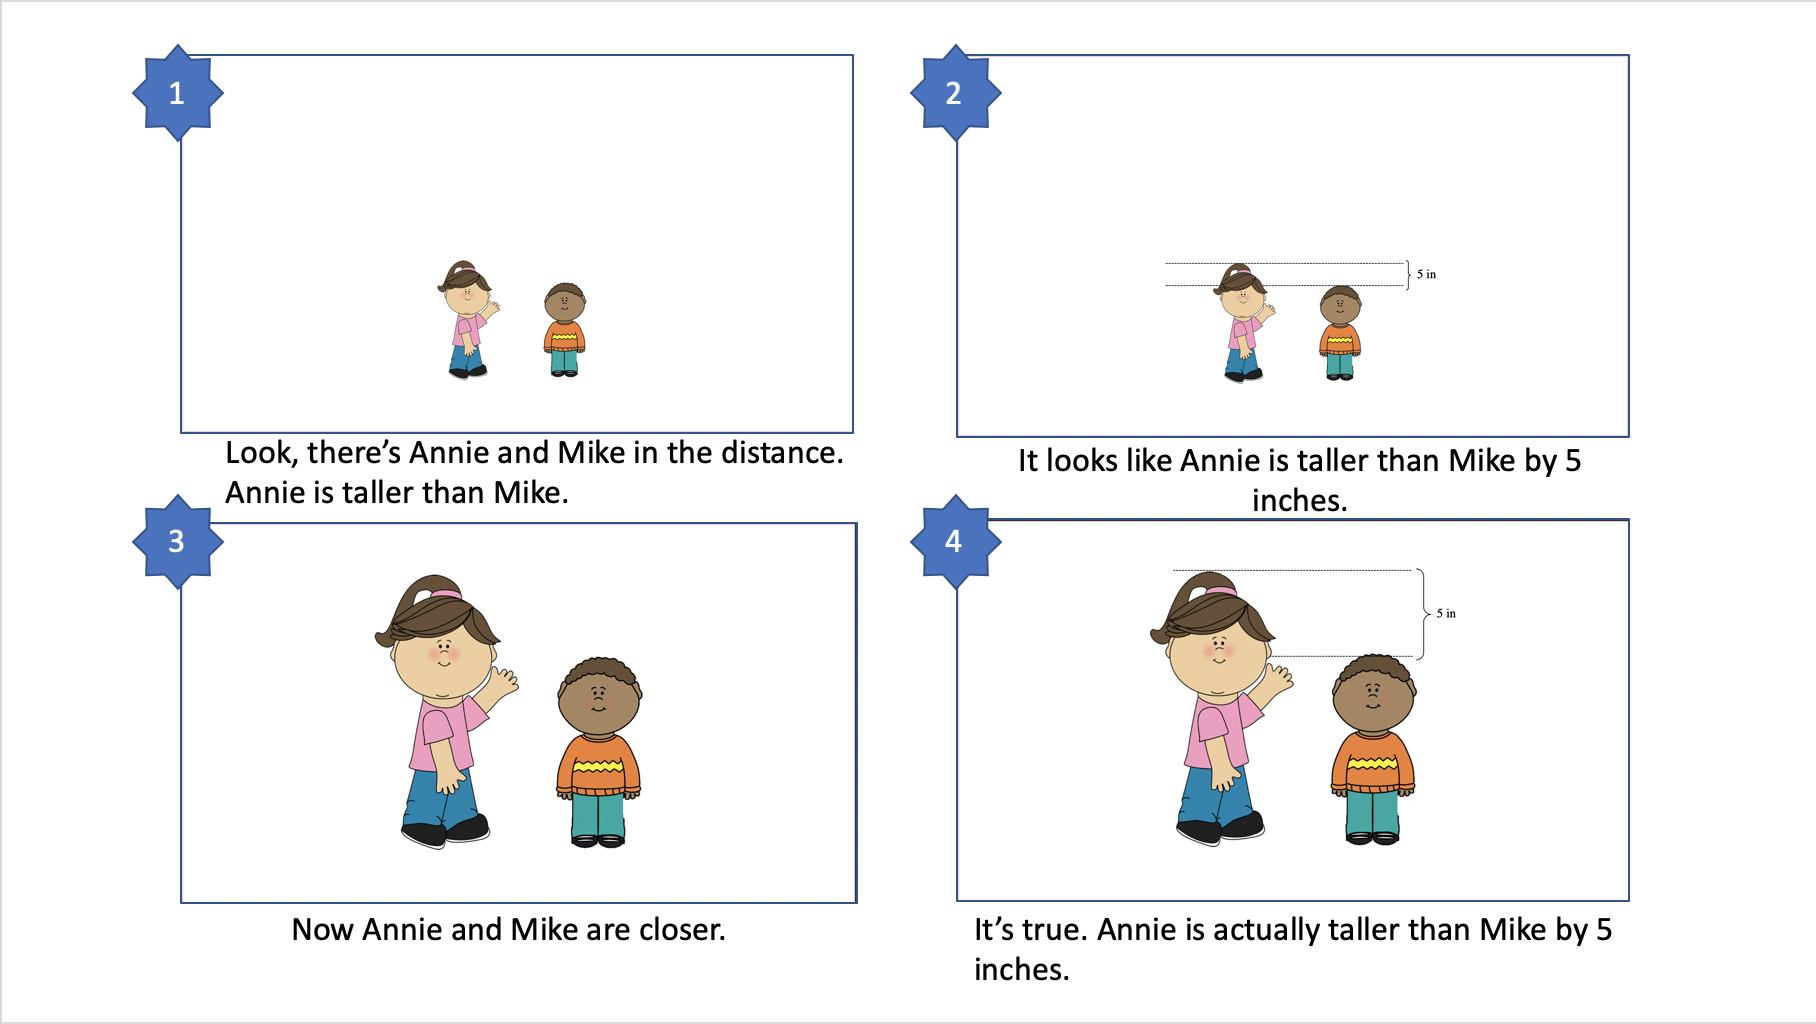 1
Look, there’s Annie and Mike in the distance.
Annie is taller than Mike.
2
5 in
It looks like Annie is taller than Mike by 5
inches.
3
Now Annie and Mike are closer.
4
5 in
It’s true. Annie is actually taller than Mike by 5
inches.